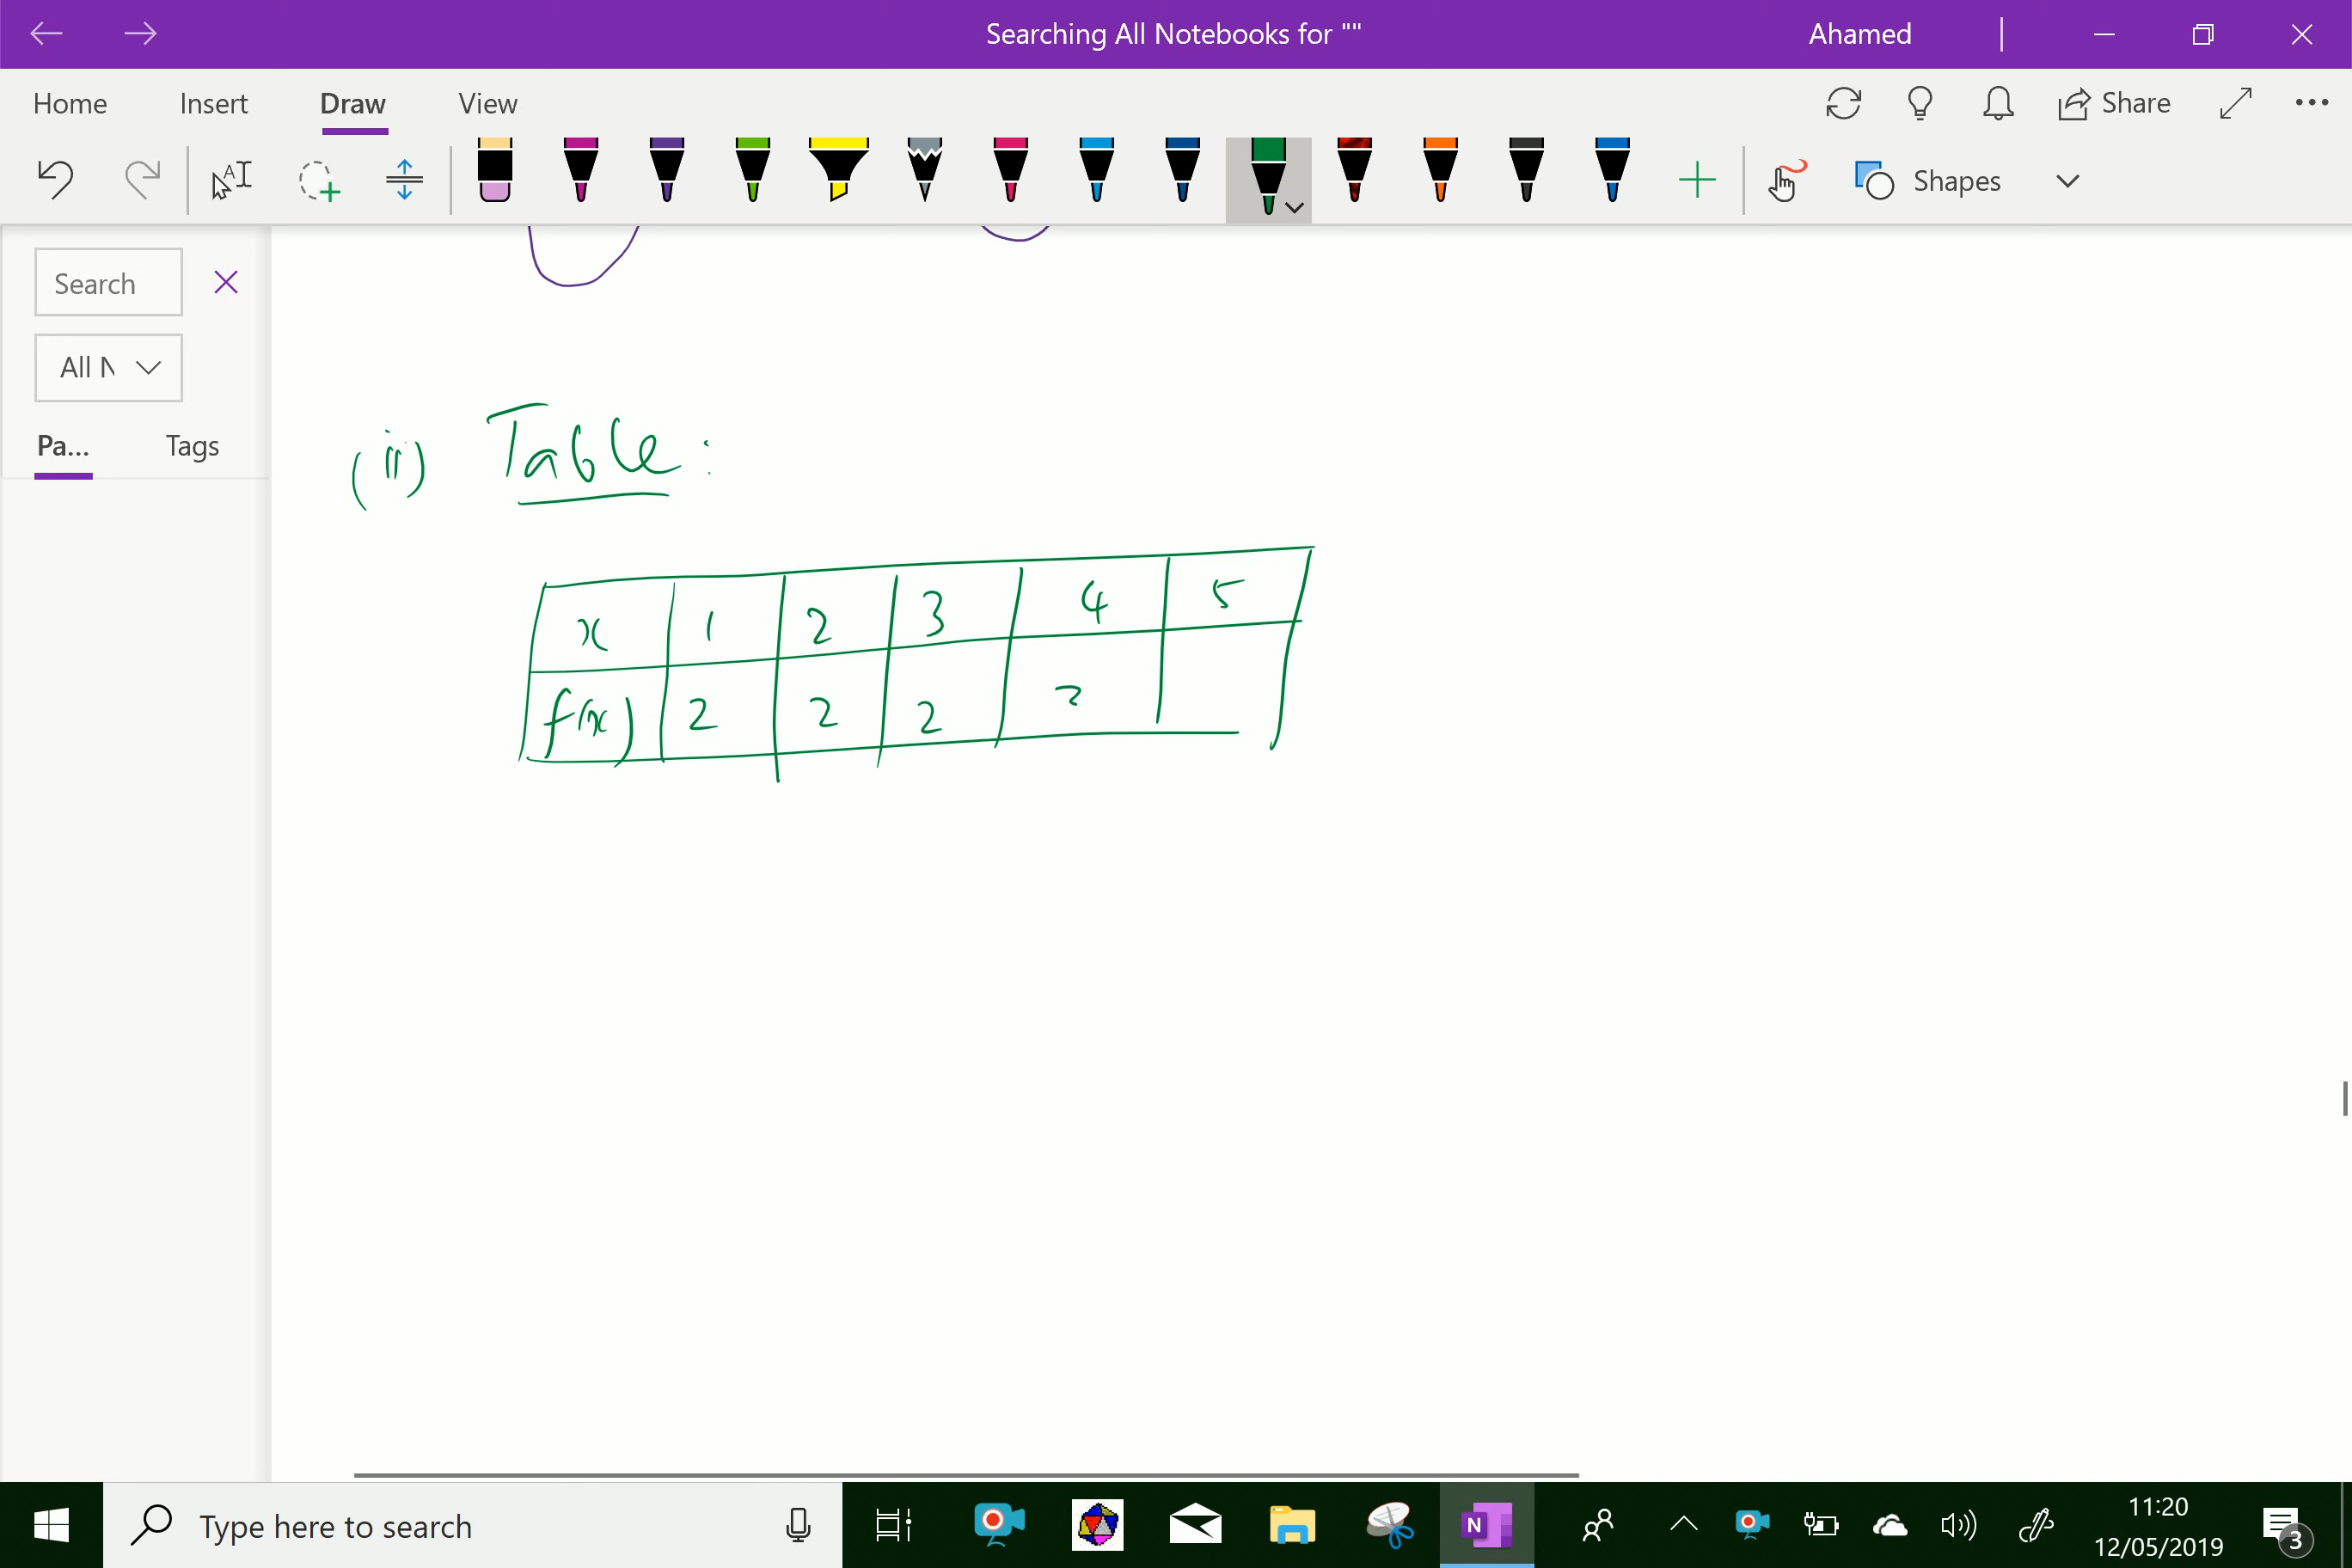 Searching All Notebooks for ""
Ahamed
Home Insert Draw View
Share
Shapes
Search
All N
Pa... Tags
(ii) Table:
x 1 2 3 4 5
f(x) 2 2 2
Type here to search
N
11:20
12/05/2019
3